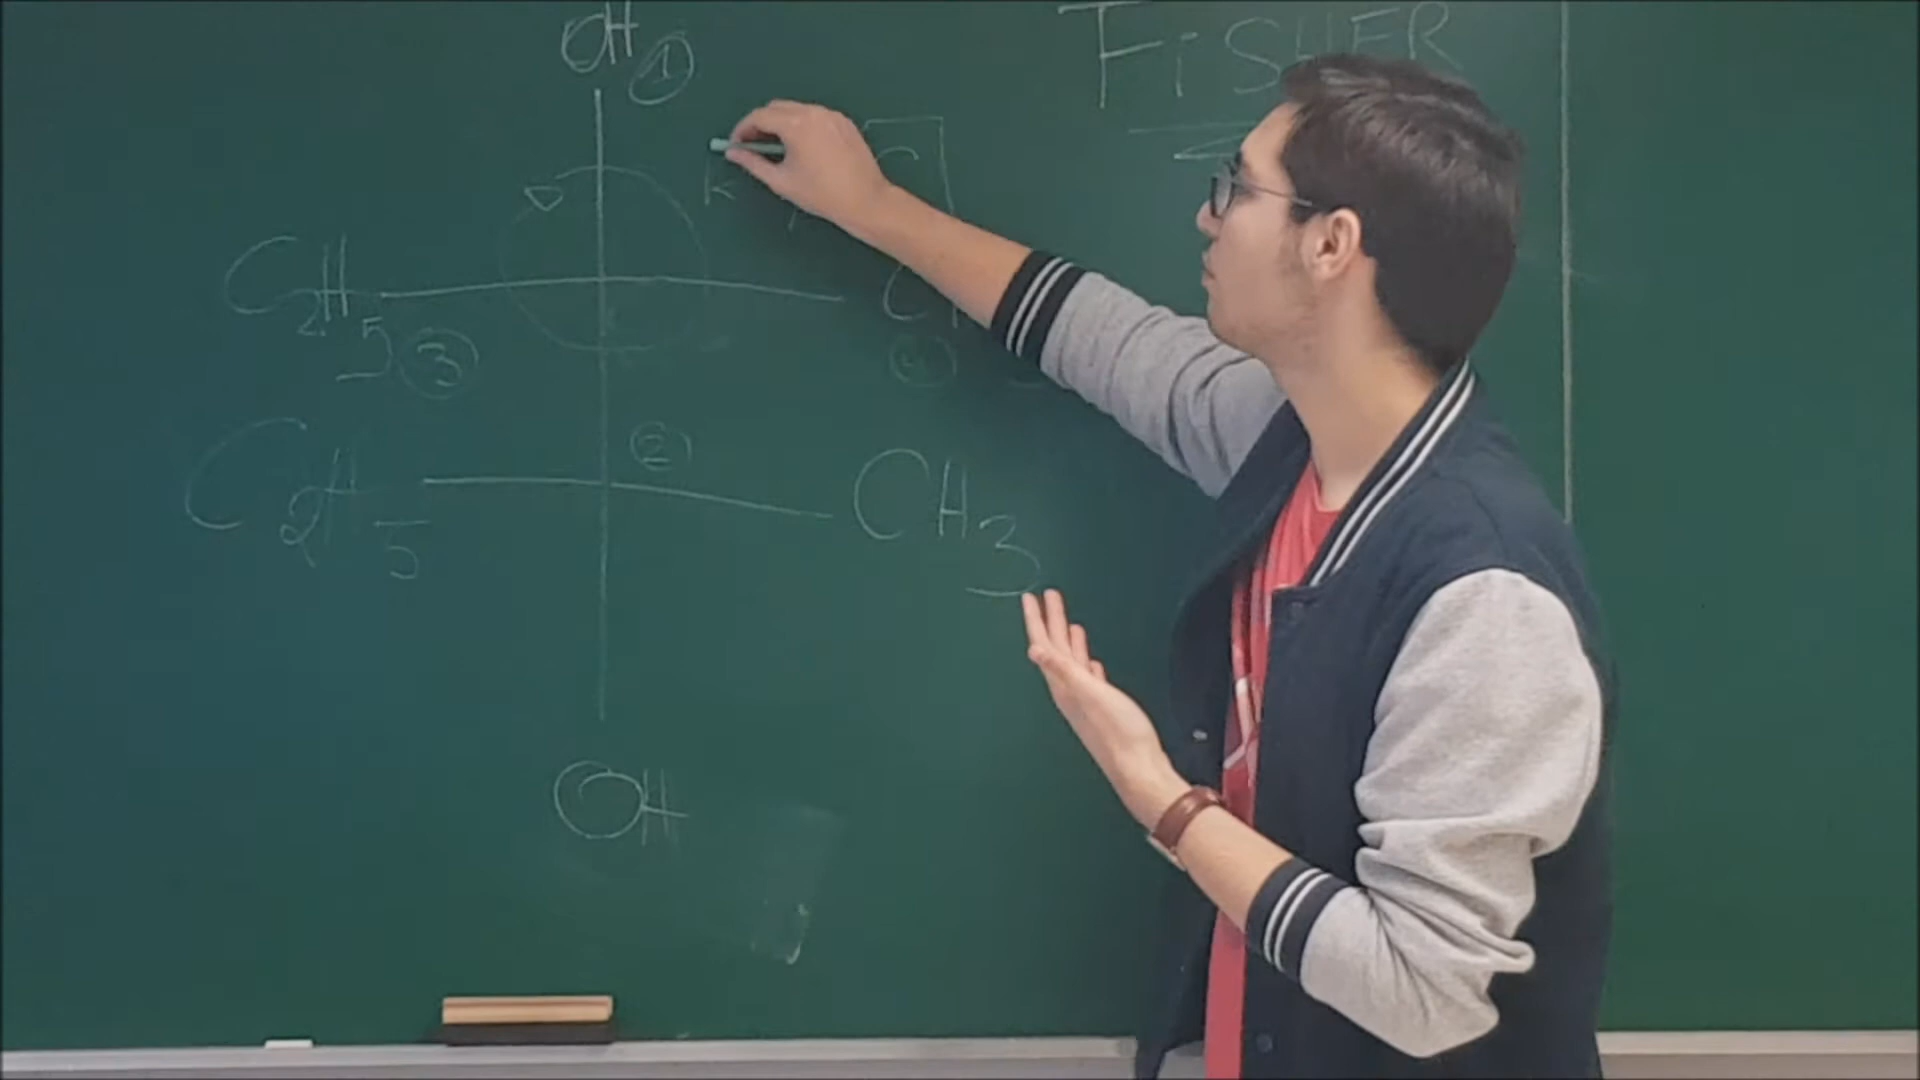 OH ①
FiSHER
C
C₂H₅ ③
②
C₂H₅
CH₃
OH